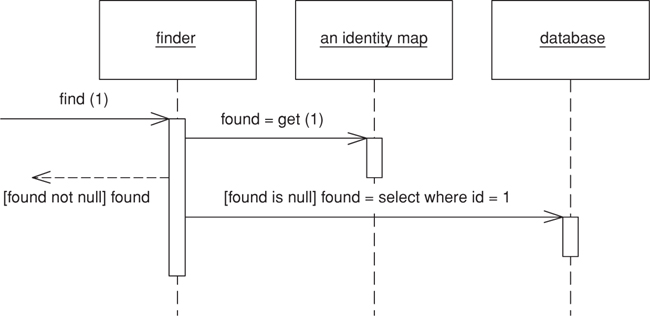 finder
an identity map
database
find (1)
found = get (1)
[found not null] found
[found is null] found = select where id = 1